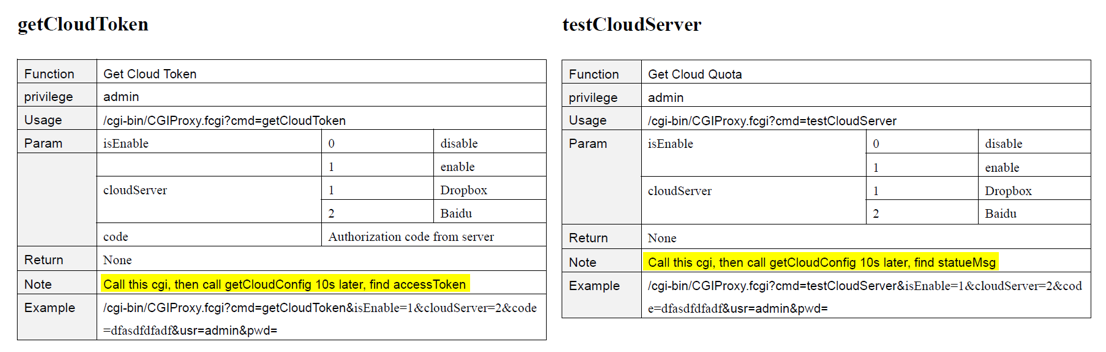 getCloudToken
Function Get Cloud Token
privilege admin
Usage /cgi-bin/CGIProxy.fcgi?cmd=getCloudToken
Param isEnable 0 disable
1 enable
cloudServer 1 Dropbox
2 Baidu
code Authorization code from server
Return None
Note Call this cgi, then call getCloudConfig 10s later, find accessToken
Example /cgi-bin/CGIProxy.fcgi?cmd=getCloudToken&isEnable=1&cloudServer=2&code
=dfasdfdfadf&usr=admin&pwd=
testCloudServer
Function Get Cloud Quota
privilege admin
Usage /cgi-bin/CGIProxy.fcgi?cmd=testCloudServer
Param isEnable 0 disable
1 enable
cloudServer 1 Dropbox
2 Baidu
Return None
Note Call this cgi, then call getCloudConfig 10s later, find statueMsg
Example /cgi-bin/CGIProxy.fcgi?cmd=testCloudServer&isEnable=1&cloudServer=2&cod
e=dfasdfdfadf&usr=admin&pwd=